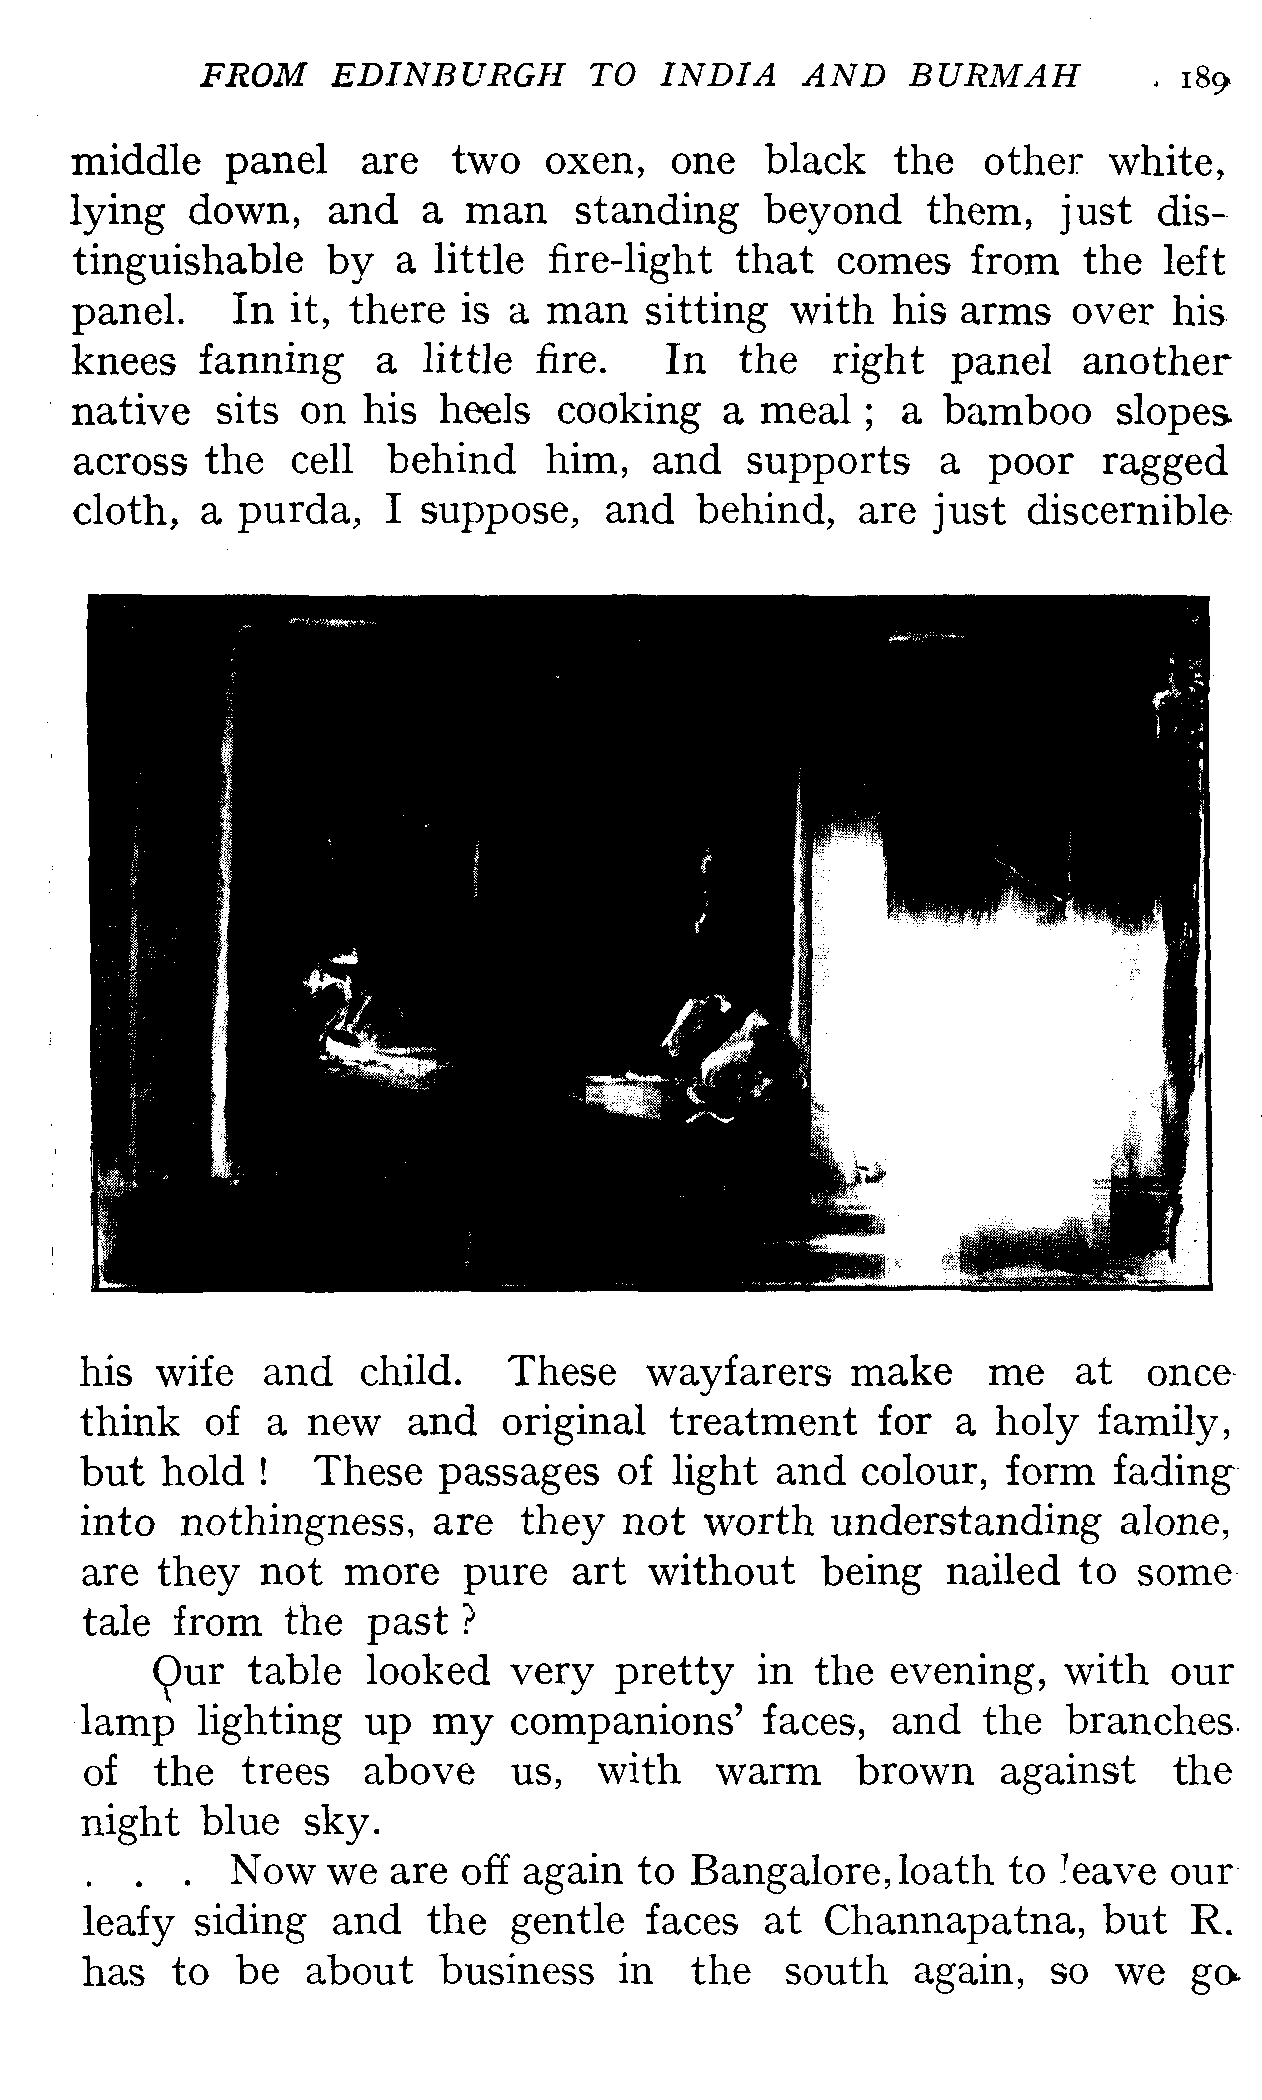 FROM EDINBURGH TO INDIA AND BURMAH . 189
middle panel are two oxen, one black the other white,
lying down, and a man standing beyond them, just dis-
tinguishable by a little fire-light that comes from the left
panel. In it, there is a man sitting with his arms over his
knees fanning a little fire. In the right panel another
native sits on his heels cooking a meal ; a bamboo slopes
across the cell behind him, and supports a poor ragged
cloth, a purda, I suppose, and behind, are just discernible
his wife and child. These wayfarers make me at once
think of a new and original treatment for a holy family,
but hold ! These passages of light and colour, form fading
into nothingness, are they not worth understanding alone,
are they not more pure art without being nailed to some
tale from the past ?
Our table looked very pretty in the evening, with our
lamp lighting up my companions' faces, and the branches
of the trees above us, with warm brown against the
night blue sky.
. . . Now we are off again to Bangalore, loath to leave our
leafy siding and the gentle faces at Channapatna, but R.
has to be about business in the south again, so we go